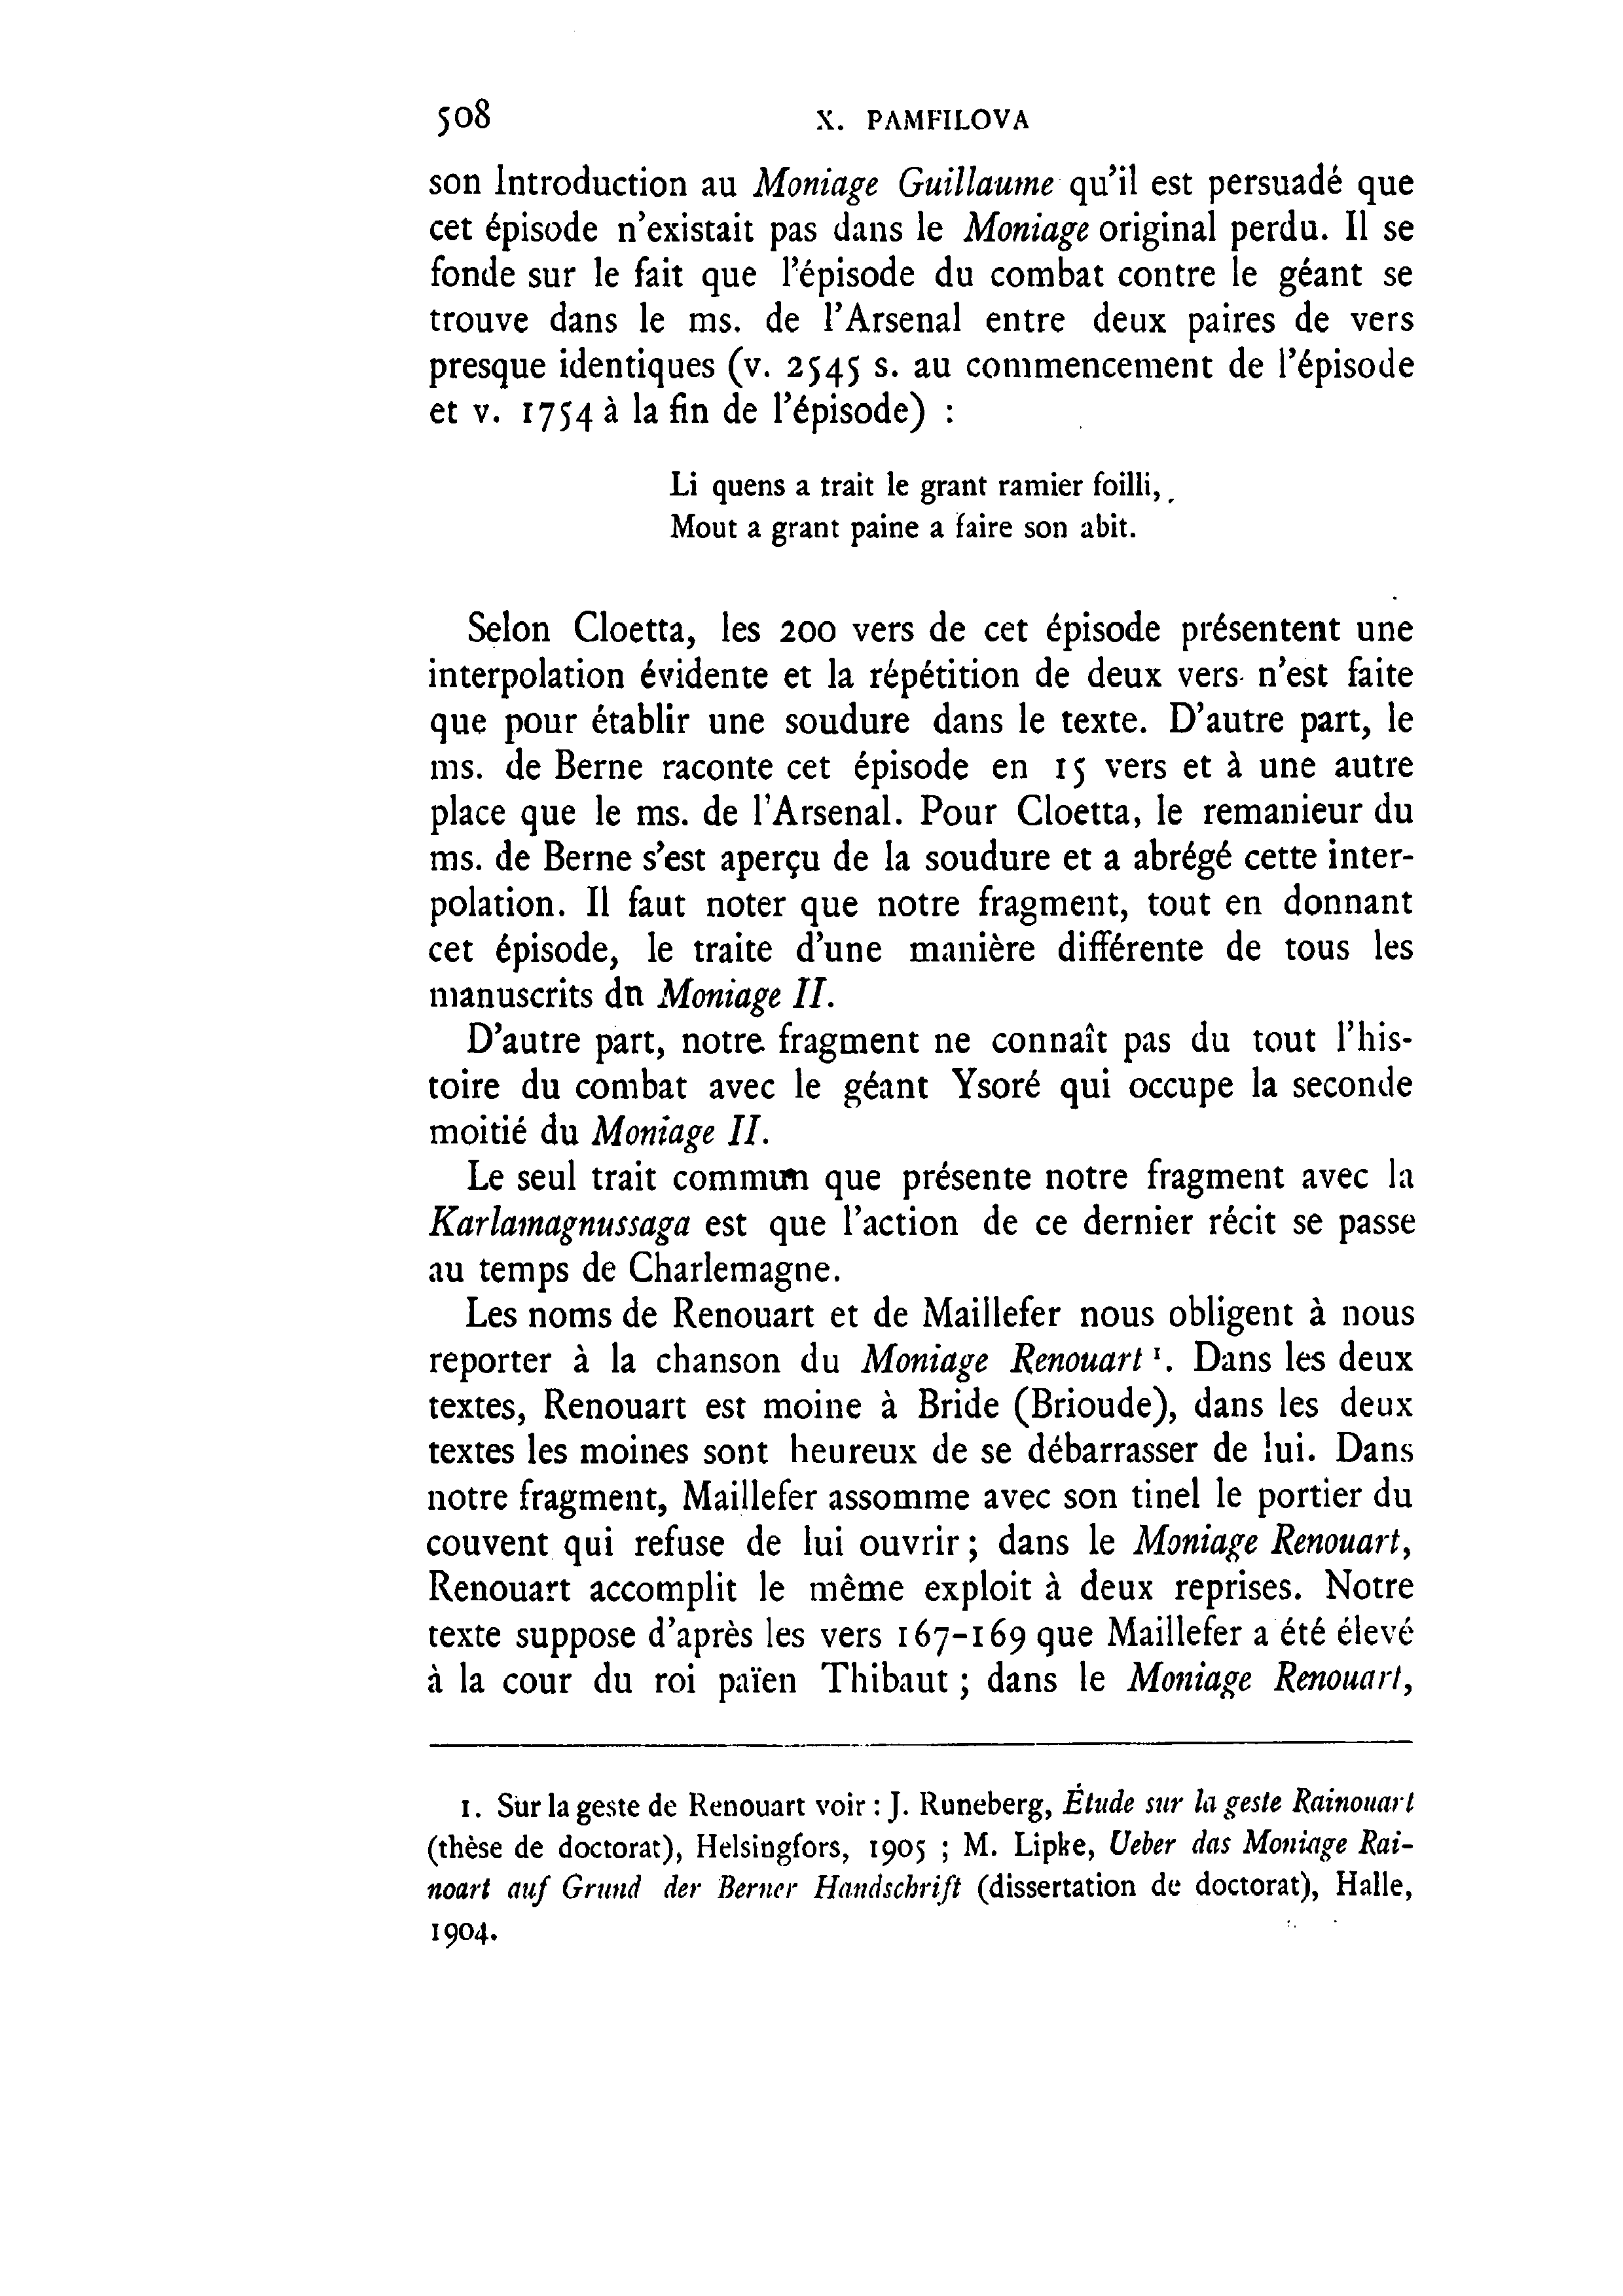 508
X. PAMFILOVA
son Introduction au Moniage Guillaume qu'il est persuadé que
cet épisode n'existait pas dans le Moniage original perdu. Il se
fonde sur le fait que l'épisode du combat contre le géant se
trouve dans le ms. de l'Arsenal entre deux paires de vers
presque identiques (v. 2545 s. au commencement de l'épisode
et v. 1754 à la fin de l'épisode) :
Li quens a trait le grant ramier foilli,
Mout a grant paine a faire son abit.
Selon Cloetta, les 200 vers de cet épisode présentent une
interpolation évidente et la répétition de deux vers n'est faite
que pour établir une soudure dans le texte. D'autre part, le
ms. de Berne raconte cet épisode en 15 vers et à une autre
place que le ms. de l'Arsenal. Pour Cloetta, le remanieur du
ms. de Berne s'est aperçu de la soudure et a abrégé cette inter-
polation. Il faut noter que notre fragment, tout en donnant
cet épisode, le traite d'une manière différente de tous les
manuscrits dn Moniage II.
D'autre part, notre fragment ne connaît pas du tout l'his-
toire du combat avec le géant Ysoré qui occupe la seconde
moitié du Moniage II.
Le seul trait commun que présente notre fragment avec la
Karlamagnussaga est que l'action de ce dernier récit se passe
au temps de Charlemagne.
Les noms de Renouart et de Maillefer nous obligent à nous
reporter à la chanson du Moniage Renouart 1. Dans les deux
textes, Renouart est moine à Bride (Brioude), dans les deux
textes les moines sont heureux de se débarrasser de lui. Dans
notre fragment, Maillefer assomme avec son tinel le portier du
couvent qui refuse de lui ouvrir ; dans le Moniage Renouart,
Renouart accomplit le même exploit à deux reprises. Notre
texte suppose d'après les vers 167-169 que Maillefer a été élevé
à la cour du roi païen Thibaut ; dans le Moniage Renouart,
1. Sur la geste de Renouart voir : J. Runeberg, Étude sur la geste Rainouart
(thèse de doctorat), Helsingfors, 1905 ; M. Lipke, Ueber das Moniage Rai-
noart auf Grund der Berner Handschrift (dissertation de doctorat), Halle,
1904.